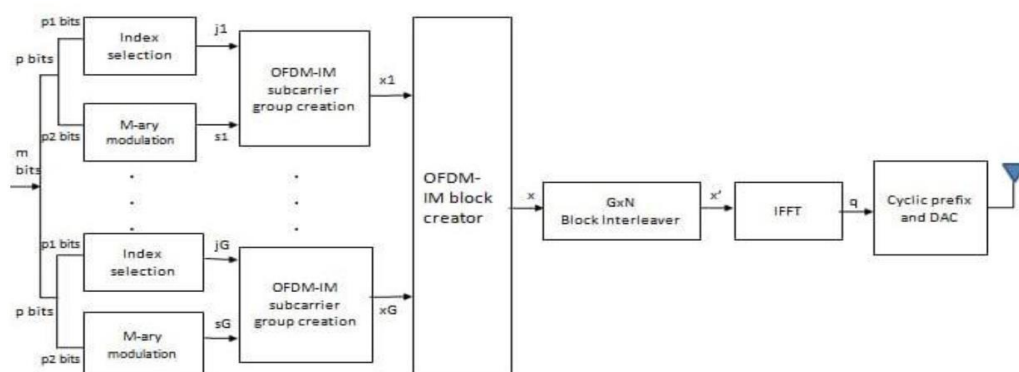 p1 bits
Index
selection
j1
p bits
OFDM-IM
subcarrier
group creation
x1
p2 bits
M-ary
modulation
s1
m
bits
OFDM-
IM block
creator
x
GxN
Block Interleaver
x'
IFFT
q
Cyclic prefix
and DAC
p1 bits
Index
selection
jG
p bits
OFDM-IM
subcarrier
group creation
xG
p2 bits
M-ary
modulation
sG